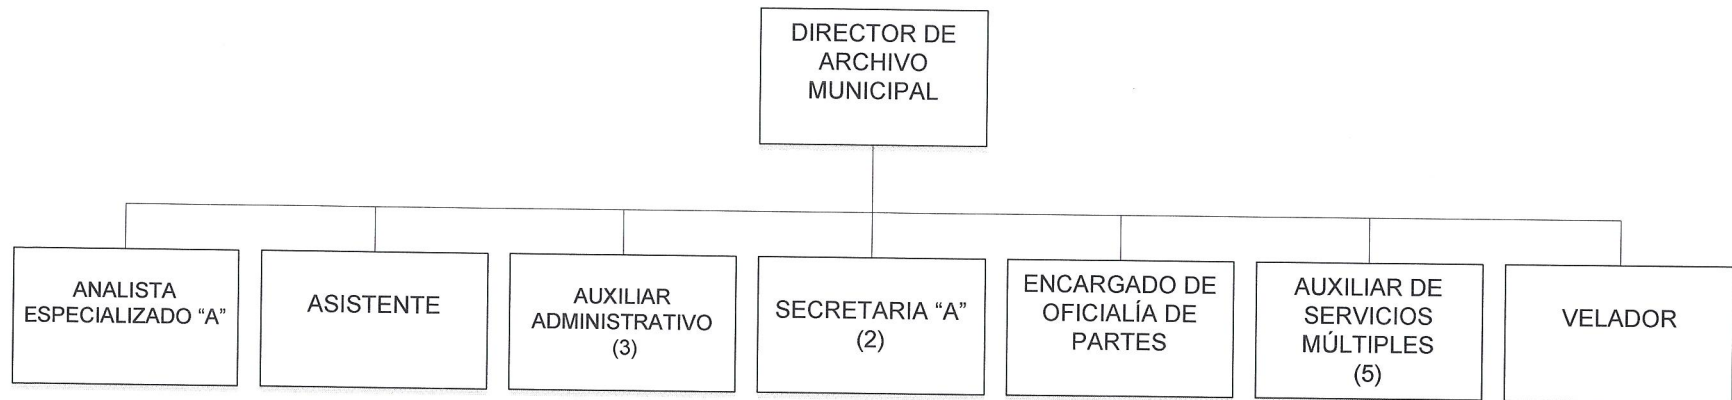 DIRECTOR DE
ARCHIVO
MUNICIPAL
ANALISTA
ESPECIALIZADO “A”
ASISTENTE
AUXILIAR
ADMINISTRATIVO
(3)
SECRETARIA “A”
(2)
ENCARGADO DE
OFICIALÍA DE
PARTES
AUXILIAR DE
SERVICIOS
MÚLTIPLES
(5)
VELADOR